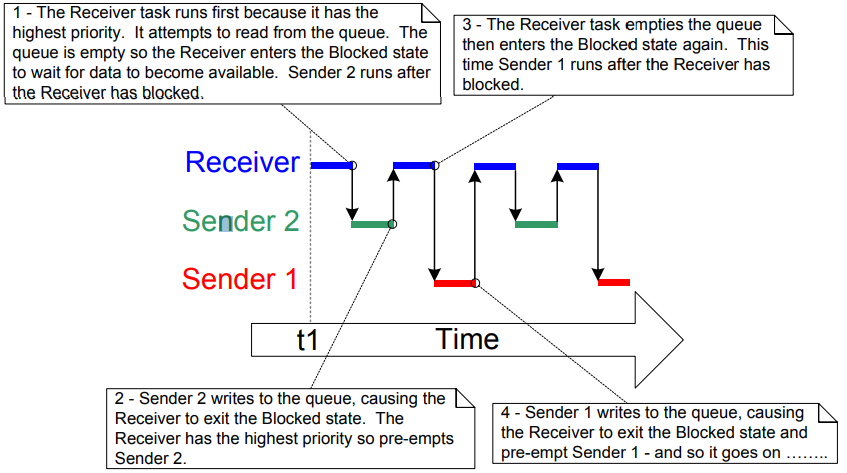 1 - The Receiver task runs first because it has the
highest priority.  It attempts to read from the queue.  The
queue is empty so the Receiver enters the Blocked state
to wait for data to become available.  Sender 2 runs after
the Receiver has blocked.
3 - The Receiver task empties the queue
then enters the Blocked state again.  This
time Sender 1 runs after the Receiver has
blocked.
Receiver
Sender 2
Sender 1
t1
Time
2 - Sender 2 writes to the queue, causing the
Receiver to exit the Blocked state.  The
Receiver has the highest priority so pre-empts
Sender 2.
4 - Sender 1 writes to the queue, causing
the Receiver to exit the Blocked state and
pre-empt Sender 1 - and so it goes on ........